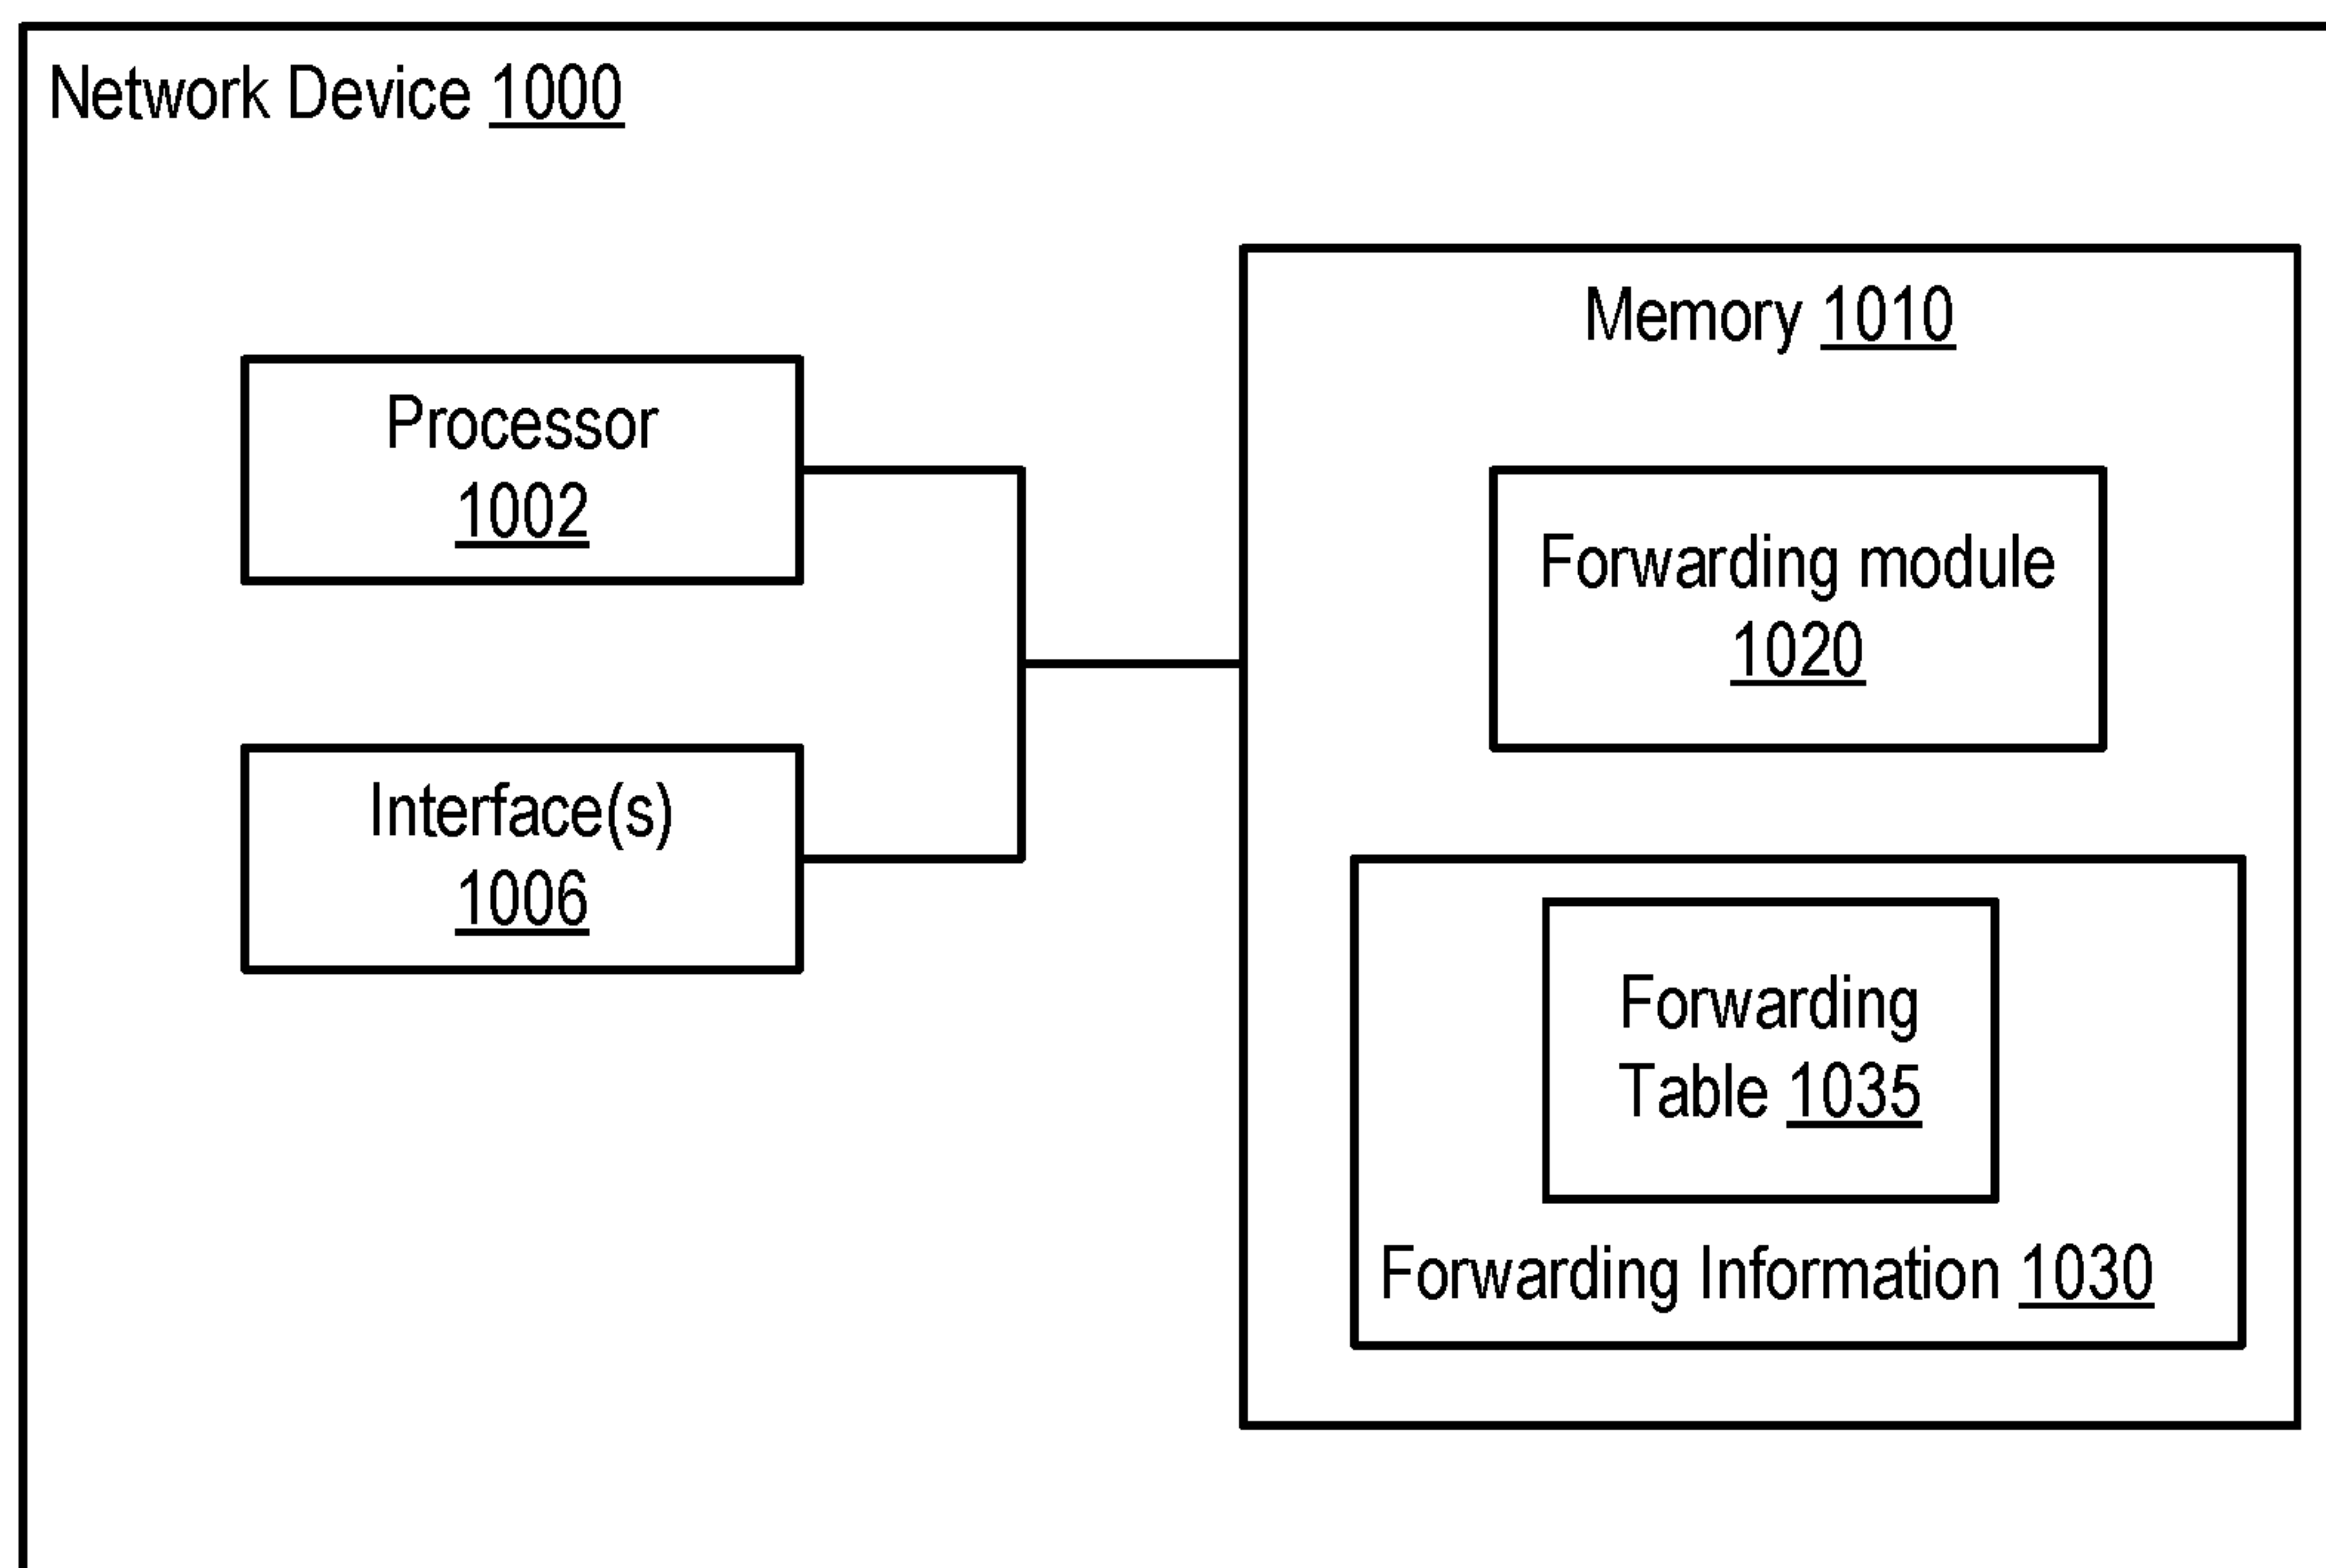 Network Device 1000
Memory 1010
Processor
1002
Forwarding module
1020
Interface(s)
1006
Forwarding
Table 1035
Forwarding Information 1030